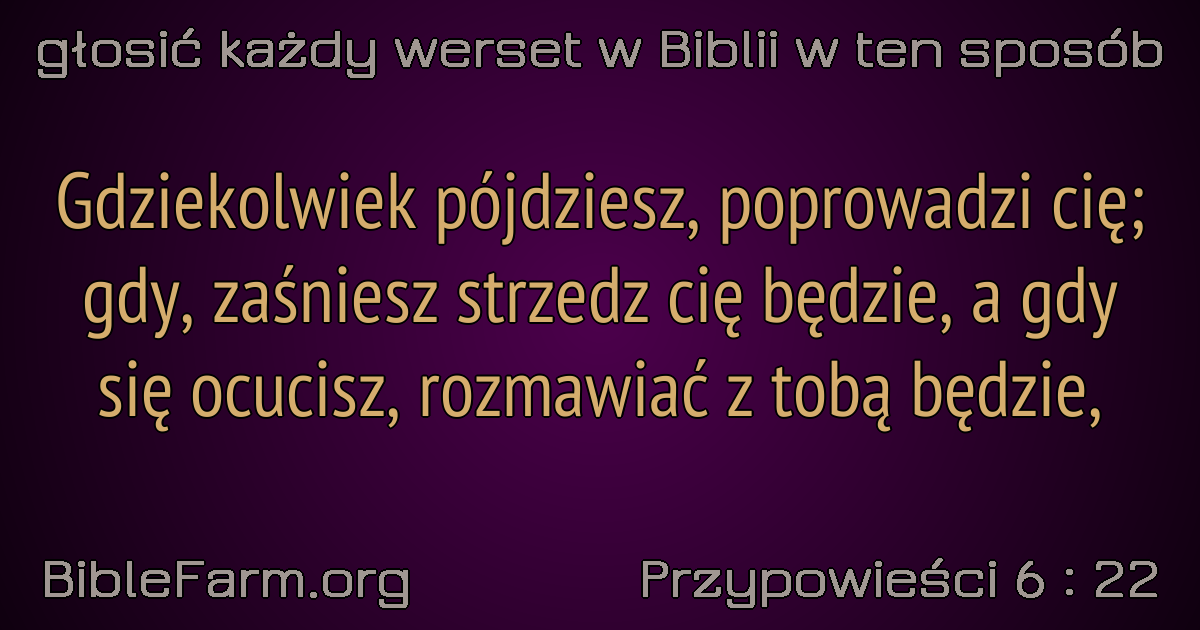 głosić każdy werset w Biblii w ten sposób
Gdziekolwiek pójdziesz, poprowadzi cię;
gdy, zaśniesz strzedz cię będzie, a gdy
się ocucisz, rozmawiać z tobą będzie,
BibleFarm.org
Przypowieści 6 : 22